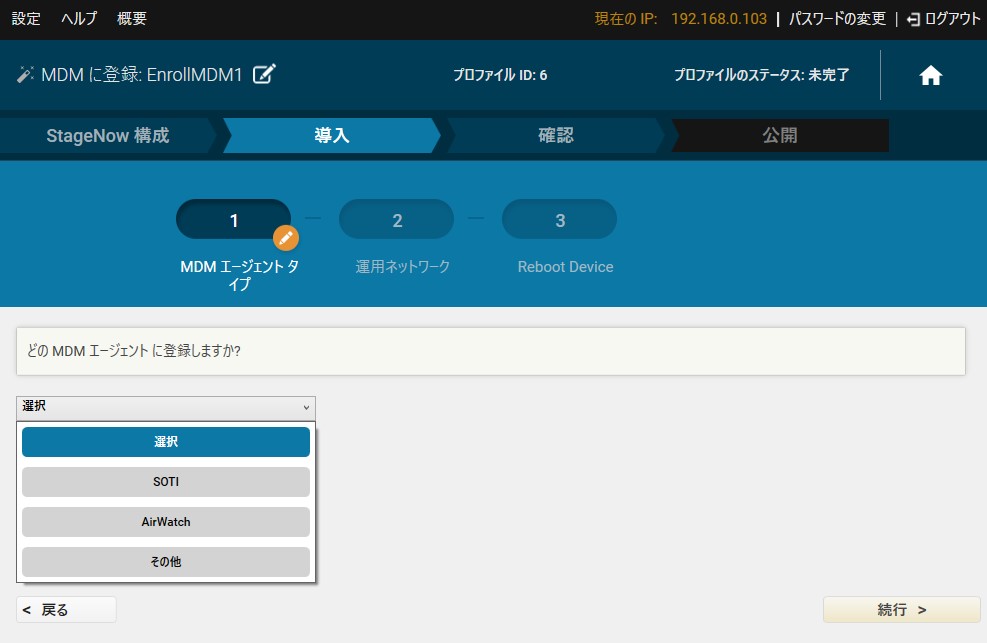 設定 ヘルプ 概要 現在の IP: 192.168.0.103 | パスワードの変更 | ログアウト
MDM に登録: EnrollMDM1 プロファイル ID: 6 プロファイルのステータス: 未完了
StageNow 構成 導入 確認 公開
1 2 3
MDM エージェント タ
イプ
運用ネットワーク
Reboot Device
どの MDM エージェント に登録しますか?
選択
選択
SOTI
AirWatch
その他
< 戻る 続行 >